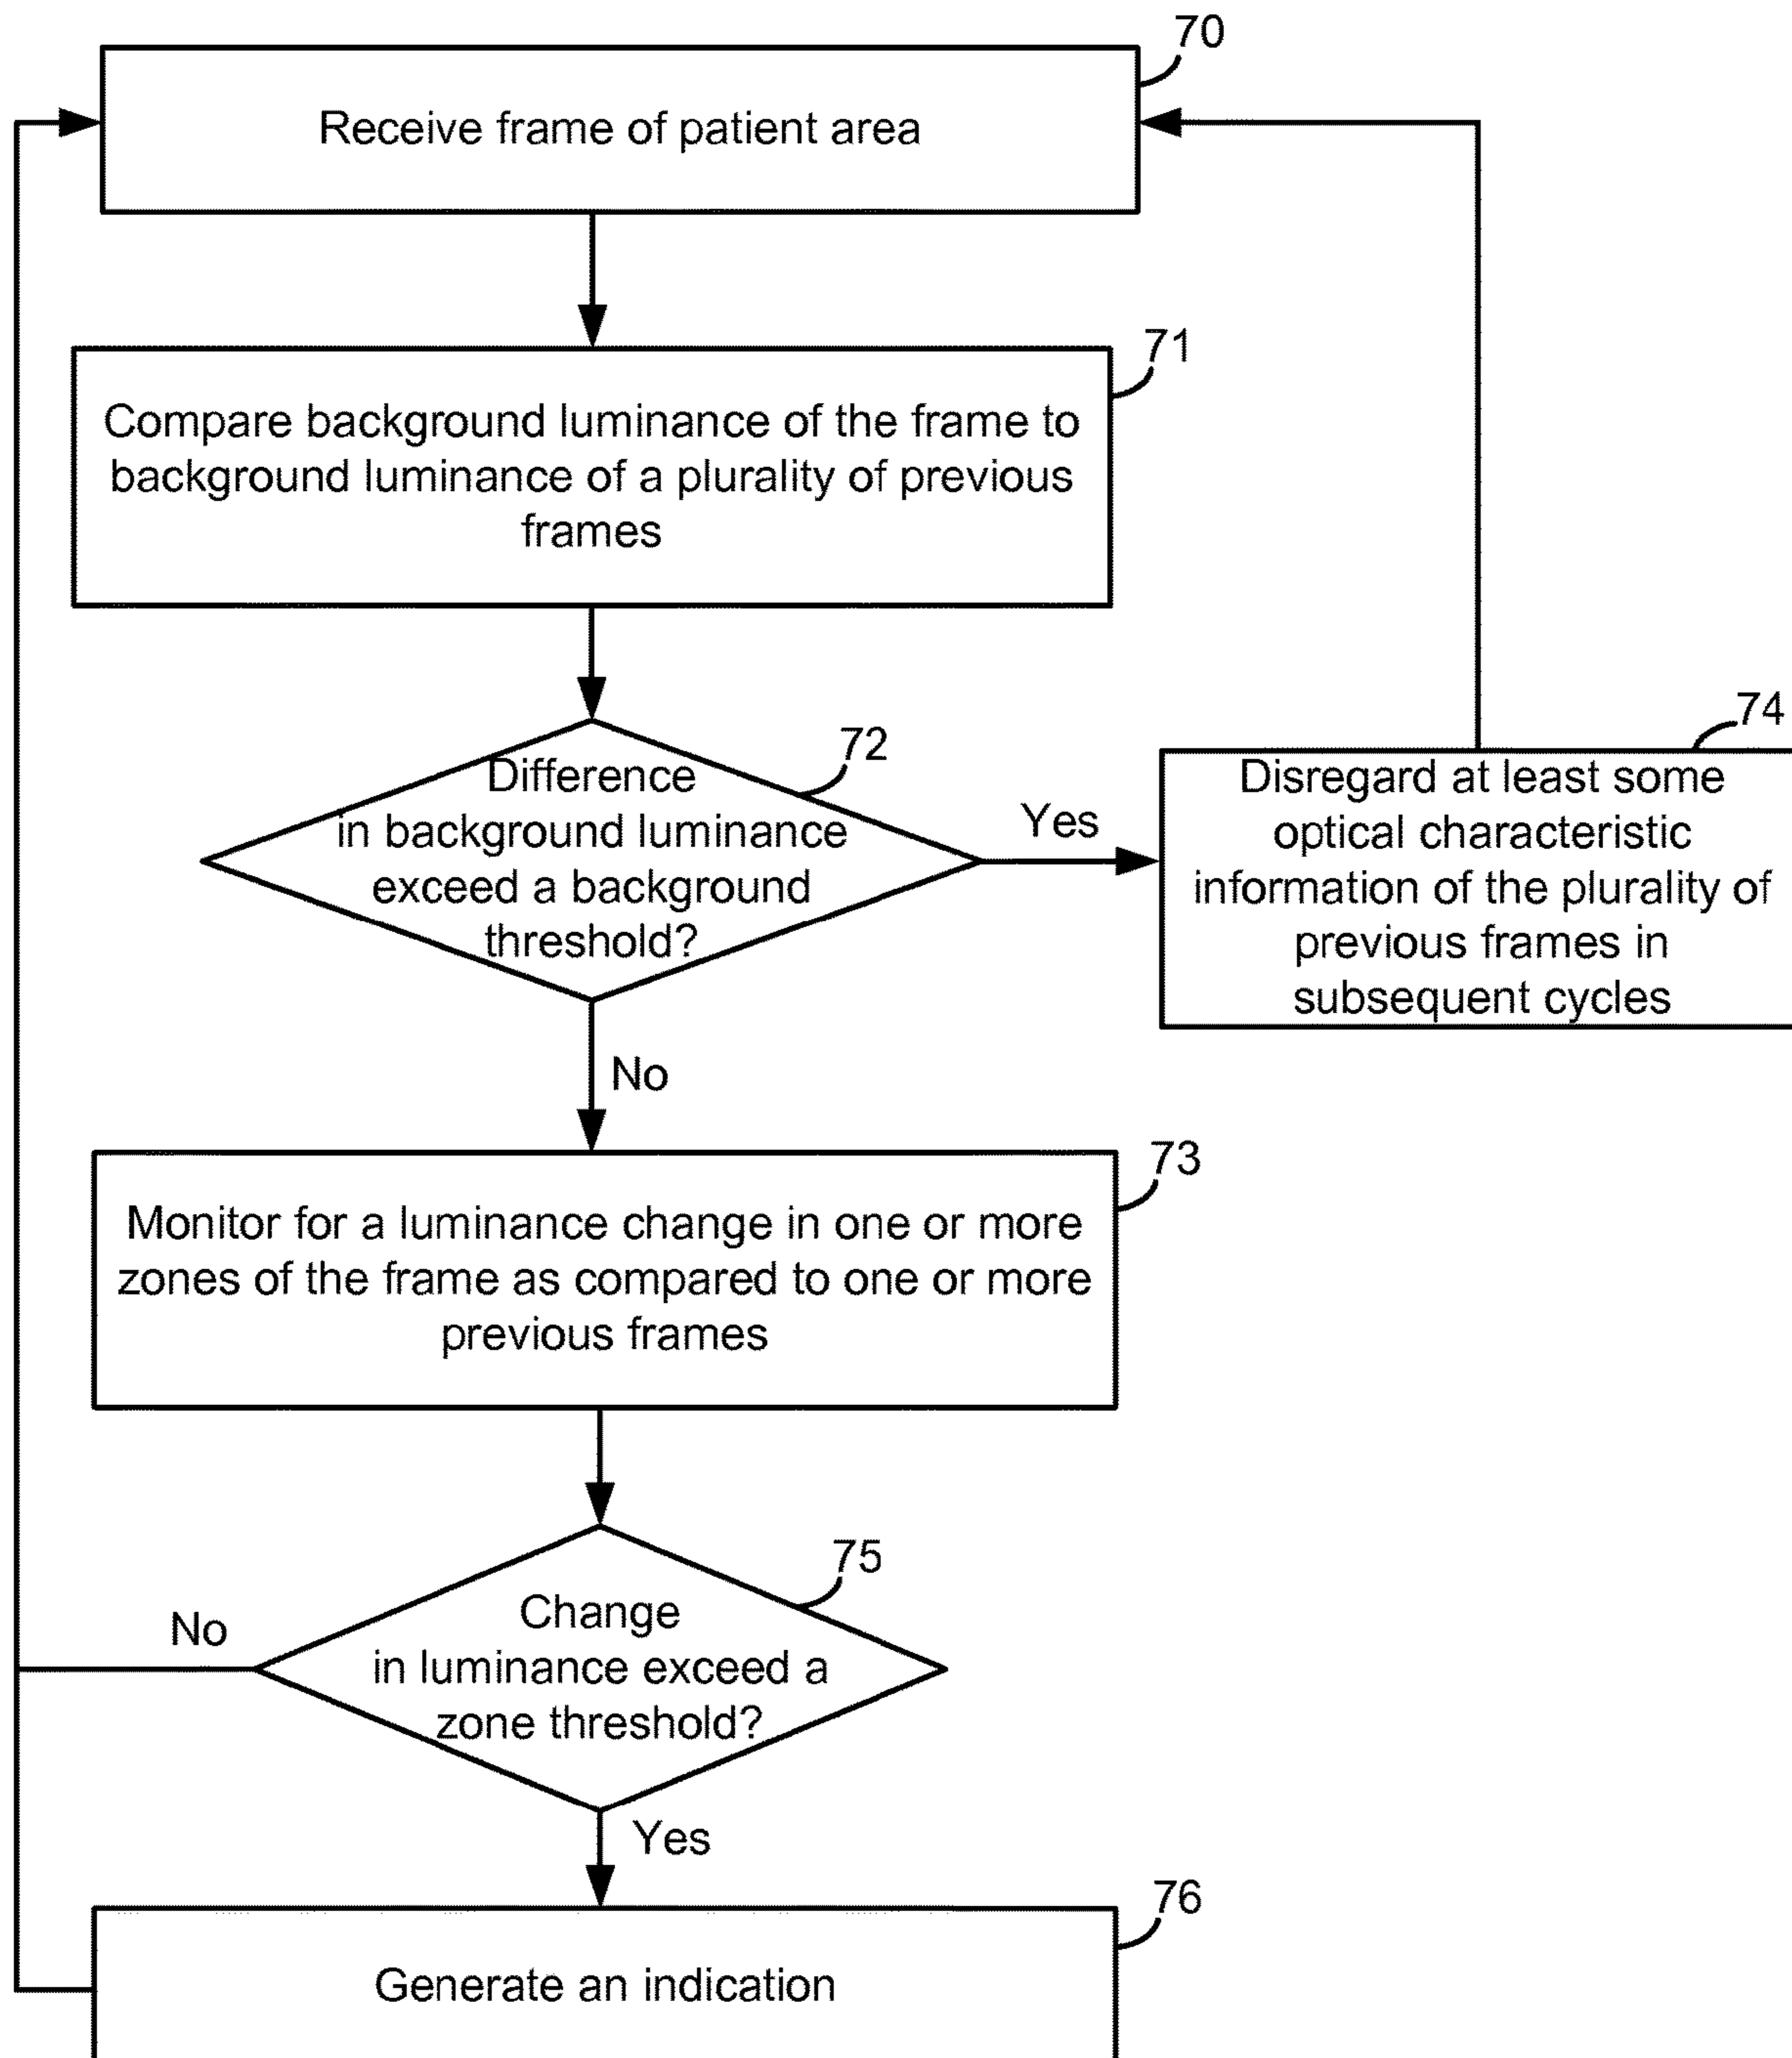 70
Receive frame of patient area
71
Compare background luminance of the frame to
background luminance of a plurality of previous
frames
72
Difference
in background luminance
exceed a background
threshold?
Yes
74
Disregard at least some
optical characteristic
information of the plurality of
previous frames in
subsequent cycles
No
73
Monitor for a luminance change in one or more
zones of the frame as compared to one or more
previous frames
75
Change
in luminance exceed a
zone threshold?
No
Yes
76
Generate an indication